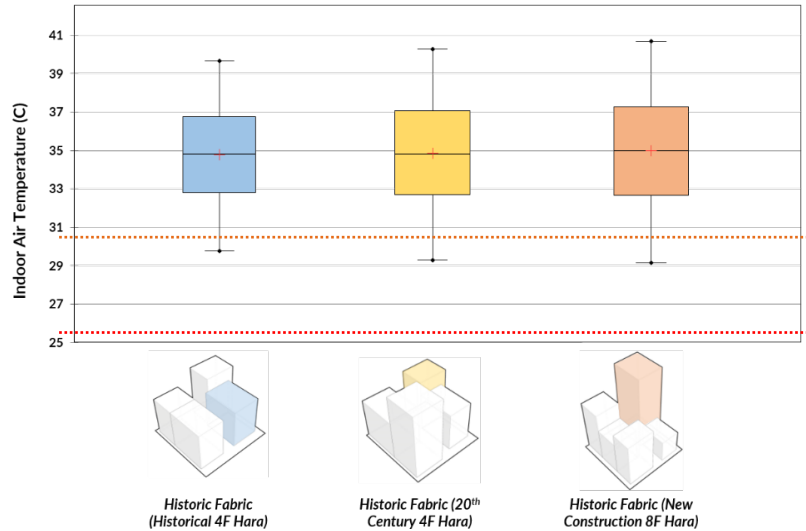 Indoor Air Temperature (C)
41
39
37
35
33
31
29
27
25
Historic Fabric
(Historical 4F Hara)
Historic Fabric (20th
Century 4F Hara)
Historic Fabric (New
Construction 8F Hara)